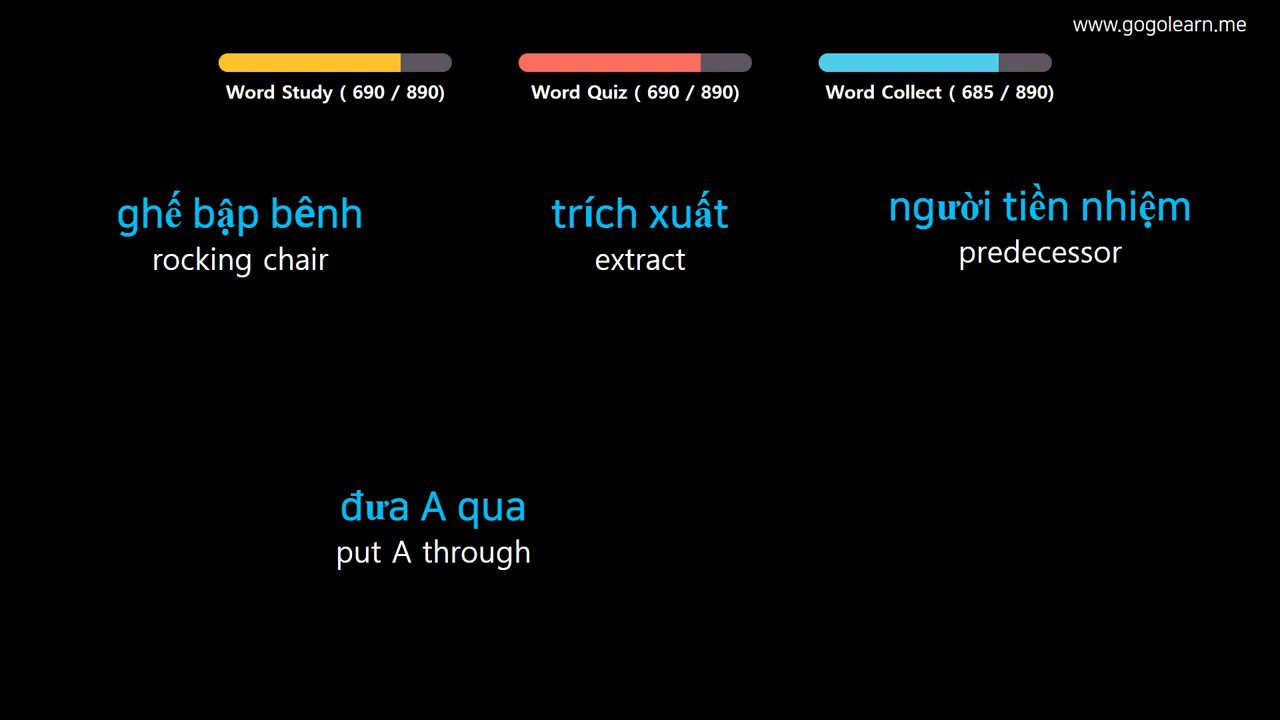 www.gogolearn.me
Word Study ( 690 / 890)
Word Quiz ( 690 / 890)
Word Collect ( 685 / 890)
ghế bập bênh
rocking chair
trích xuất
extract
người tiền nhiệm
predecessor
đưa A qua
put A through